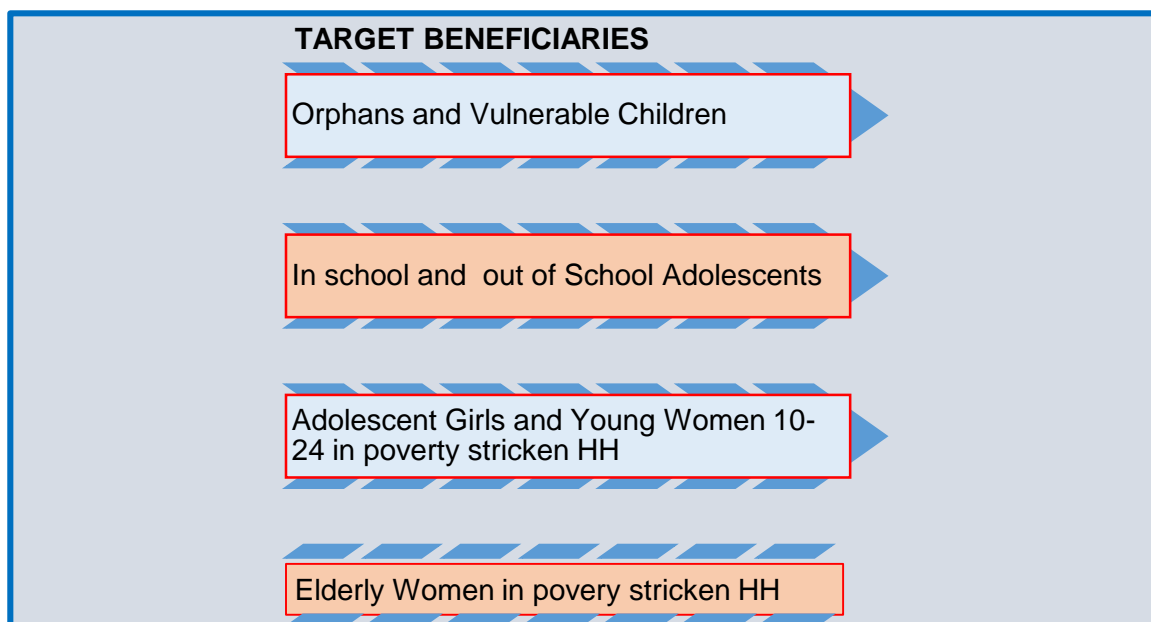 TARGET BENEFICIARIES
Orphans and Vulnerable Children
In school and  out of School Adolescents
Adolescent Girls and Young Women 10-
24 in poverty stricken HH
Elderly Women in povery stricken HH